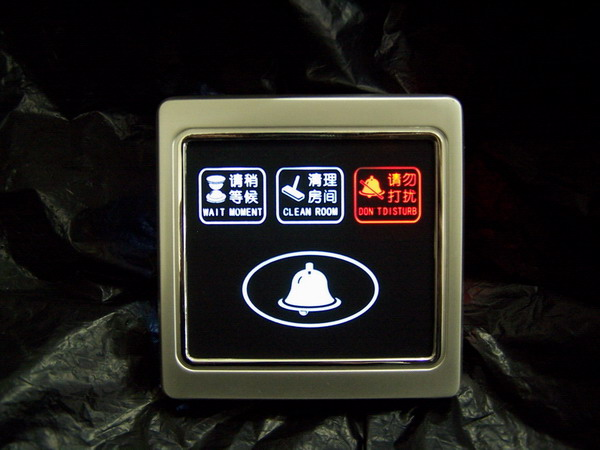 请稍
等候
WAIT MOMENT
清理
房间
CLEAN ROOM
请勿
打扰
DON TDISTURB